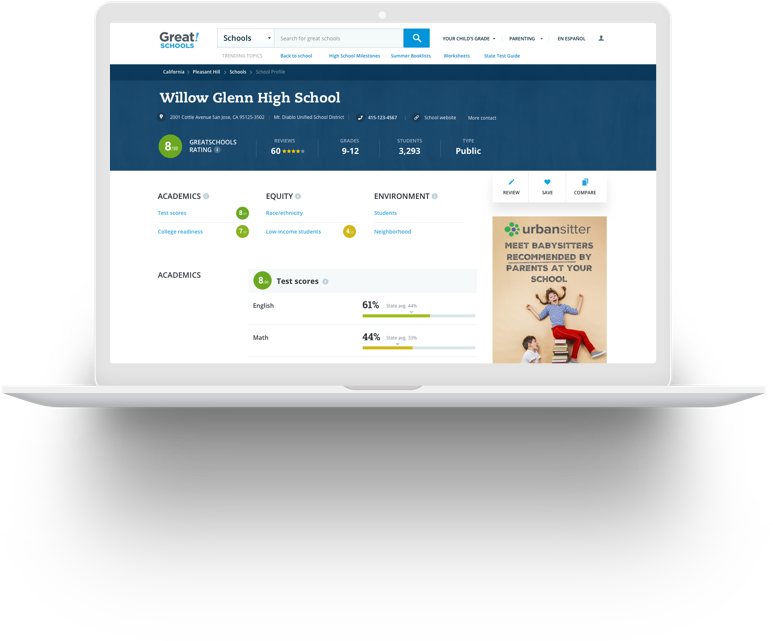 Great!
SCHOOLS
Schools
Search for great schools
YOUR CHILD'S GRADE
PARENTING
EN ESPAÑOL
TRENDING TOPICS
Back to school
High School Milestones
Summer Booklists
Worksheets
State Test Guide
California > Pleasant Hill > Schools > School Profile
Willow Glenn High School
2001 Cottle Avenue San Jose, CA 95125-3502
Mt. Diablo Unified School District
415-123-4567
School website
More contact
8/10
GREATSCHOOLS
RATING
REVIEWS
60 ★★★★★
GRADES
9-12
STUDENTS
3,293
TYPE
Public
REVIEW
SAVE
COMPARE
ACADEMICS
Test scores
8/10
College readiness
7/10
EQUITY
Race/ethnicity
Low-income students
4/10
ENVIRONMENT
Students
Neighborhood
ACADEMICS
8/10
Test scores
English
61%
State avg. 44%
Math
44%
State avg. 33%
urbansitter
MEET BABYSITTERS
RECOMMENDED BY
PARENTS AT YOUR
SCHOOL